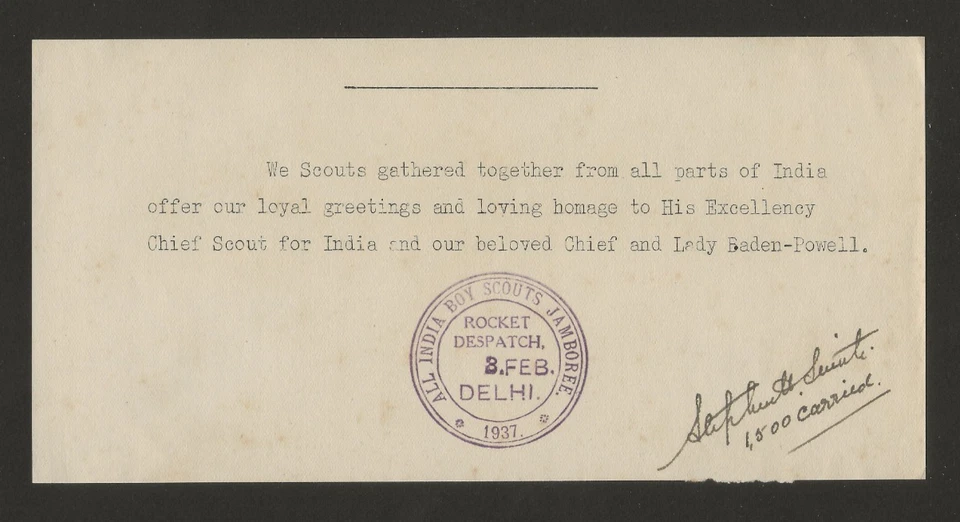 We Scouts gathered together from all parts of India
offer our loyal greetings and loving homage to His Excellency
Chief Scout for India and our beloved Chief and Lady Baden-Powell.
ALL INDIA BOY SCOUTS JAMBOREE.
ROCKET
DESPATCH,
3.FEB.
DELHI.
1937.
Stephen H Smith.
1,500 carried.